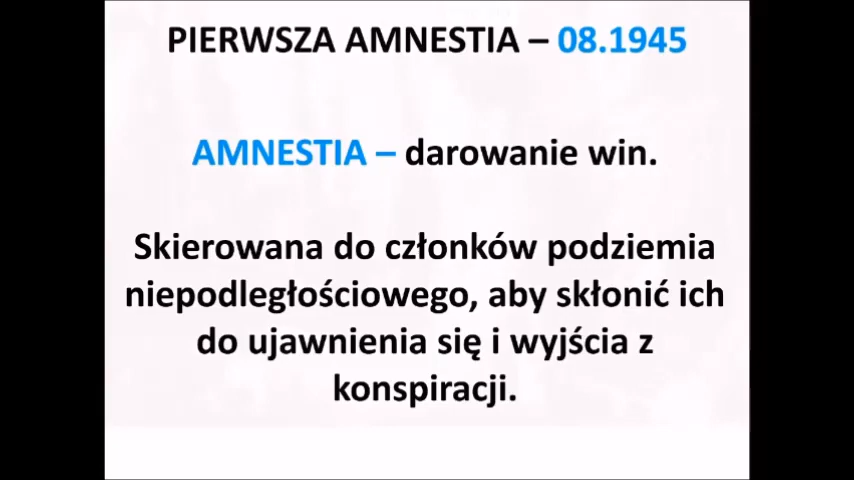 PIERWSZA AMNESTIA – 08.1945
AMNESTIA – darowanie win.
Skierowana do członków podziemia
niepodległościowego, aby skłonić ich
do ujawnienia się i wyjścia z
konspiracji.